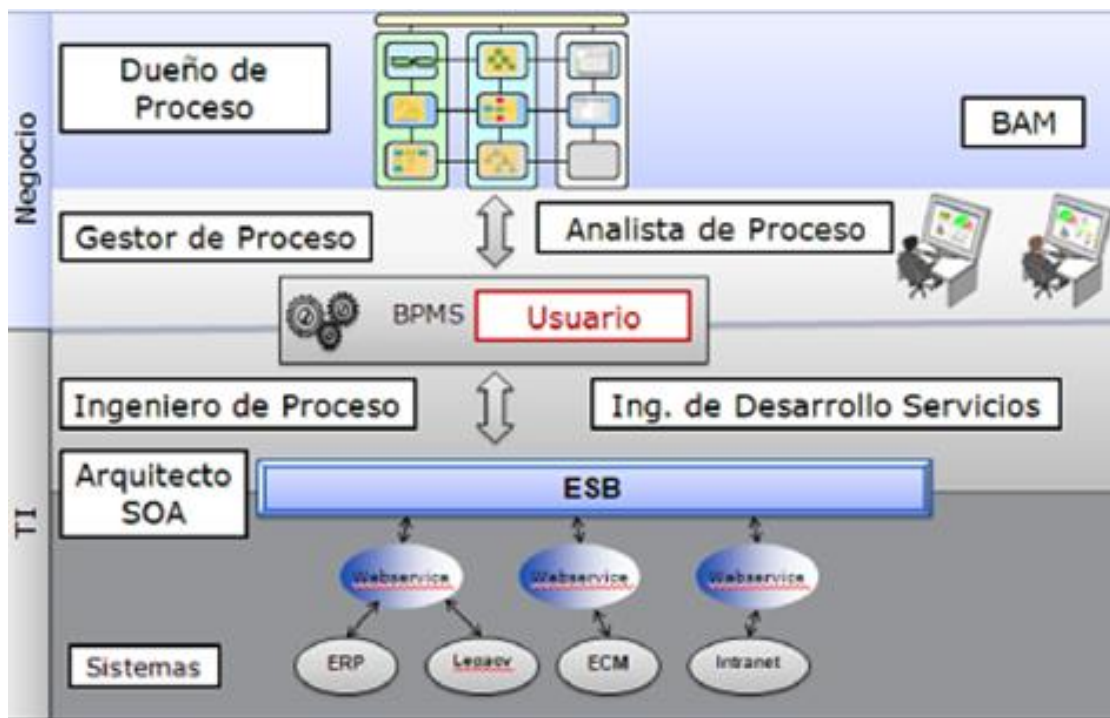 Negocio
Dueño de
Proceso
BAM
Gestor de Proceso
Analista de Proceso
BPMS
Usuario
TI
Ingeniero de Proceso
Ing. de Desarrollo Servicios
Arquitecto
SOA
ESB
Webservice
Webservice
Webservice
Sistemas
ERP
Legacy
ECM
Intranet